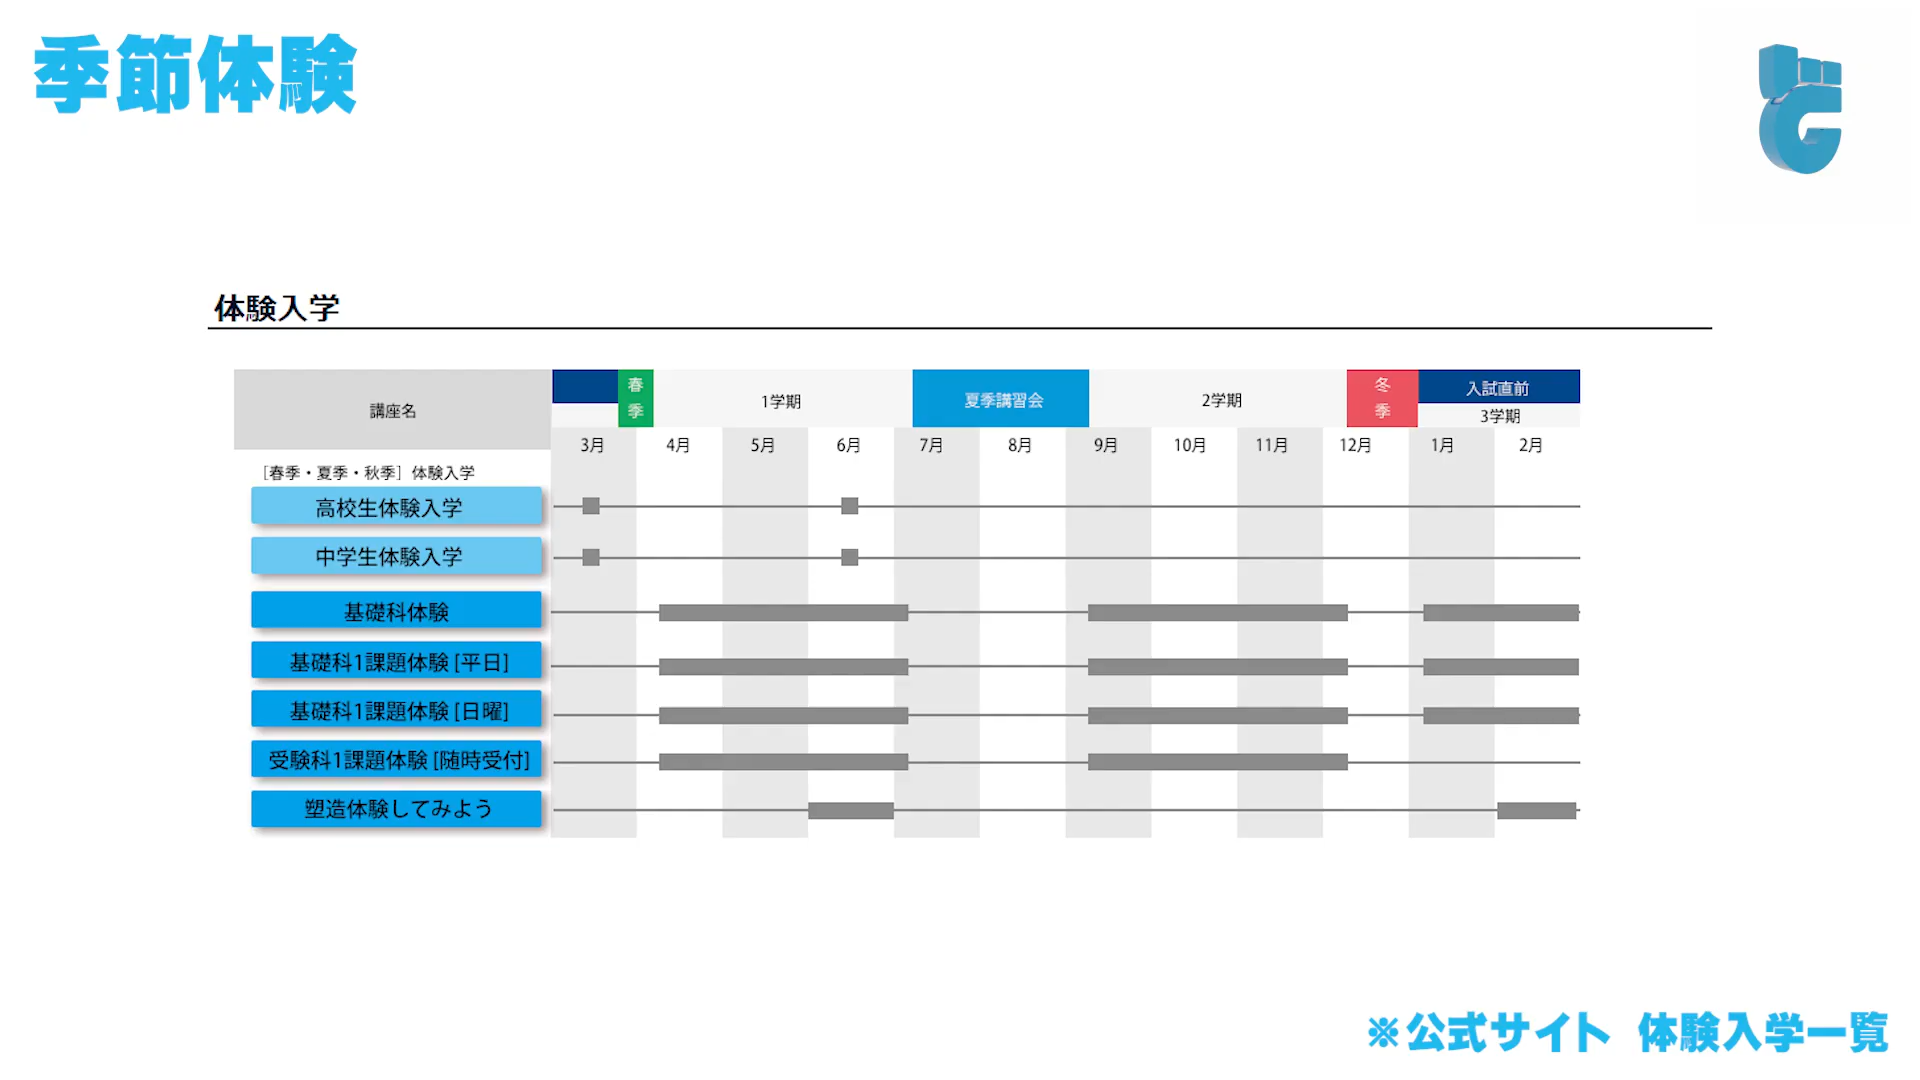 季節体験
G
体験入学
講座名
春季
1学期
夏季講習会
2学期
冬季
入試直前
3学期
3月 4月 5月 6月 7月 8月 9月 10月 11月 12月 1月 2月
［春季・夏季・秋季］体験入学
高校生体験入学
中学生体験入学
基礎科体験
基礎科1課題体験 [平日]
基礎科1課題体験 [日曜]
受験科1課題体験 [随時受付]
塑造体験してみよう
※公式サイト 体験入学一覧